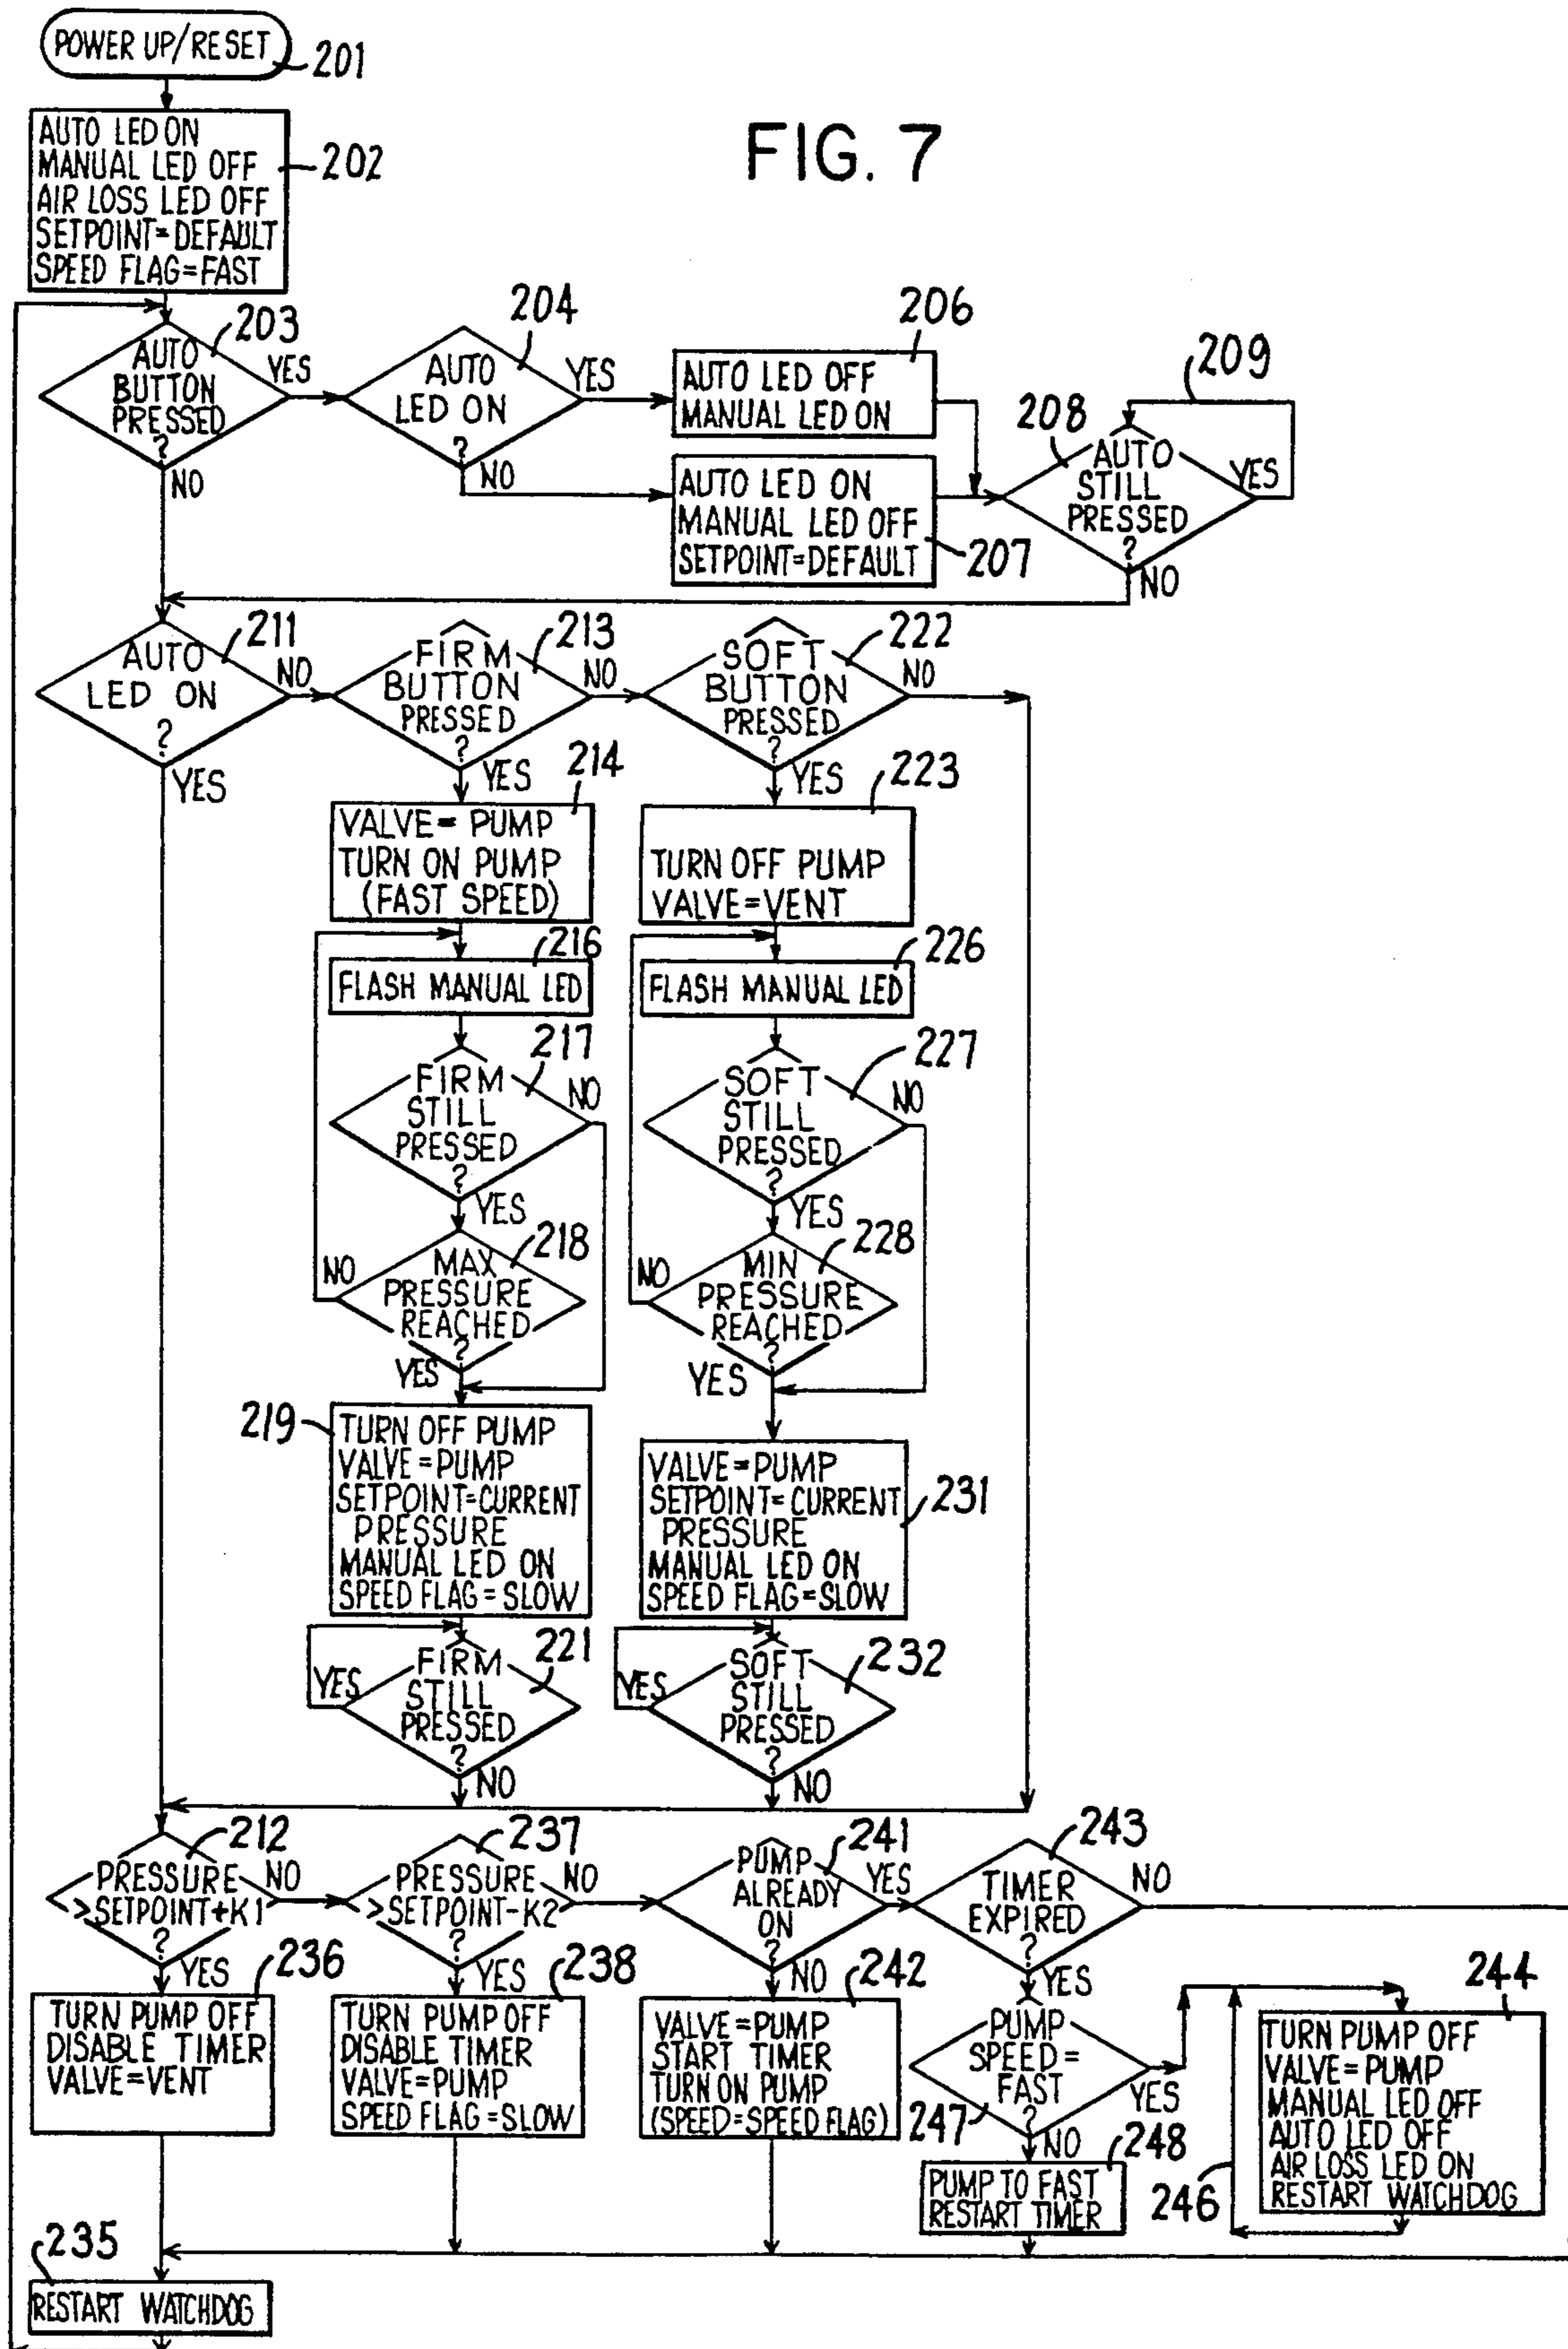 POWER UP/RESET
201
FIG. 7
AUTO LED ON
MANUAL LED OFF
AIR LOSS LED OFF
SETPOINT=DEFAULT
SPEED FLAG=FAST
202
203
AUTO
BUTTON
PRESSED
?
YES
NO
204
AUTO
LED ON
?
YES
NO
206
AUTO LED OFF
MANUAL LED ON
AUTO LED ON
MANUAL LED OFF
SETPOINT=DEFAULT
207
208
209
AUTO
STILL
PRESSED
?
YES
NO
211
AUTO
LED ON
?
NO
YES
213
FIRM
BUTTON
PRESSED
?
NO
YES
222
SOFT
BUTTON
PRESSED
?
NO
YES
214
VALVE=PUMP
TURN ON PUMP
(FAST SPEED)
223
TURN OFF PUMP
VALVE=VENT
216
FLASH MANUAL LED
226
FLASH MANUAL LED
217
FIRM
STILL
PRESSED
?
NO
YES
227
SOFT
STILL
PRESSED
?
NO
YES
218
MAX
PRESSURE
REACHED
?
NO
YES
228
MIN
PRESSURE
REACHED
?
NO
YES
219
TURN OFF PUMP
VALVE=PUMP
SETPOINT=CURRENT
PRESSURE
MANUAL LED ON
SPEED FLAG=SLOW
231
VALVE=PUMP
SETPOINT=CURRENT
PRESSURE
MANUAL LED ON
SPEED FLAG=SLOW
221
FIRM
STILL
PRESSED
?
YES
NO
232
SOFT
STILL
PRESSED
?
YES
NO
212
PRESSURE
>SETPOINT+K1
?
NO
YES
237
PRESSURE
>SETPOINT-K2
?
NO
YES
241
PUMP
ALREADY
ON
?
YES
NO
243
TIMER
EXPIRED
?
NO
YES
236
TURN PUMP OFF
DISABLE TIMER
VALVE=VENT
238
TURN PUMP OFF
DISABLE TIMER
VALVE=PUMP
SPEED FLAG=SLOW
242
VALVE=PUMP
START TIMER
TURN ON PUMP
(SPEED=SPEED FLAG)
PUMP
SPEED=
FAST
?
247
YES
NO
244
TURN PUMP OFF
VALVE=PUMP
MANUAL LED OFF
AUTO LED OFF
AIR LOSS LED ON
RESTART WATCHDOG
246
248
PUMP TO FAST
RESTART TIMER
235
RESTART WATCHDOG